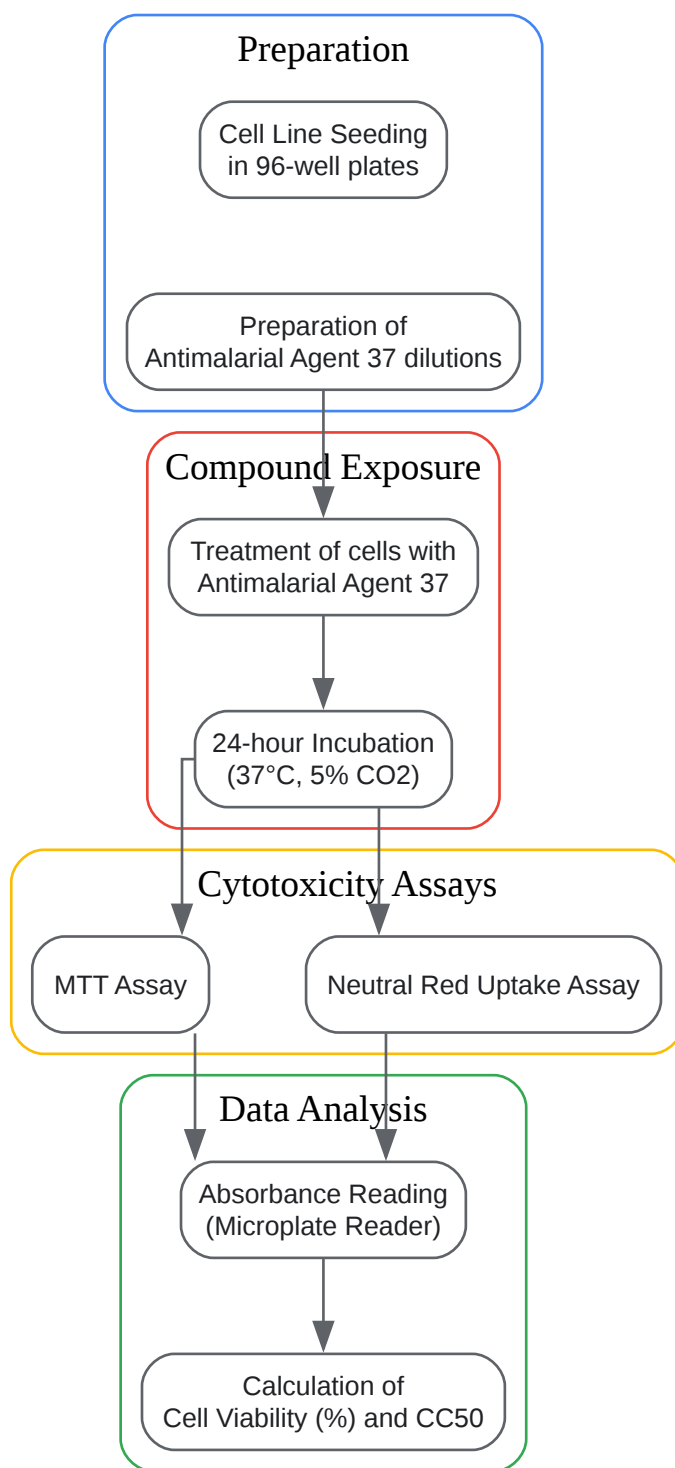 Preparation
Cell Line Seeding
in 96-well plates
Preparation of
Antimalarial Agent 37 dilutions
Compound Exposure
Treatment of cells with
Antimalarial Agent 37
24-hour Incubation
(37°C, 5% CO2)
Cytotoxicity Assays
MTT Assay
Neutral Red Uptake Assay
Data Analysis
Absorbance Reading
(Microplate Reader)
Calculation of
Cell Viability (%) and CC50